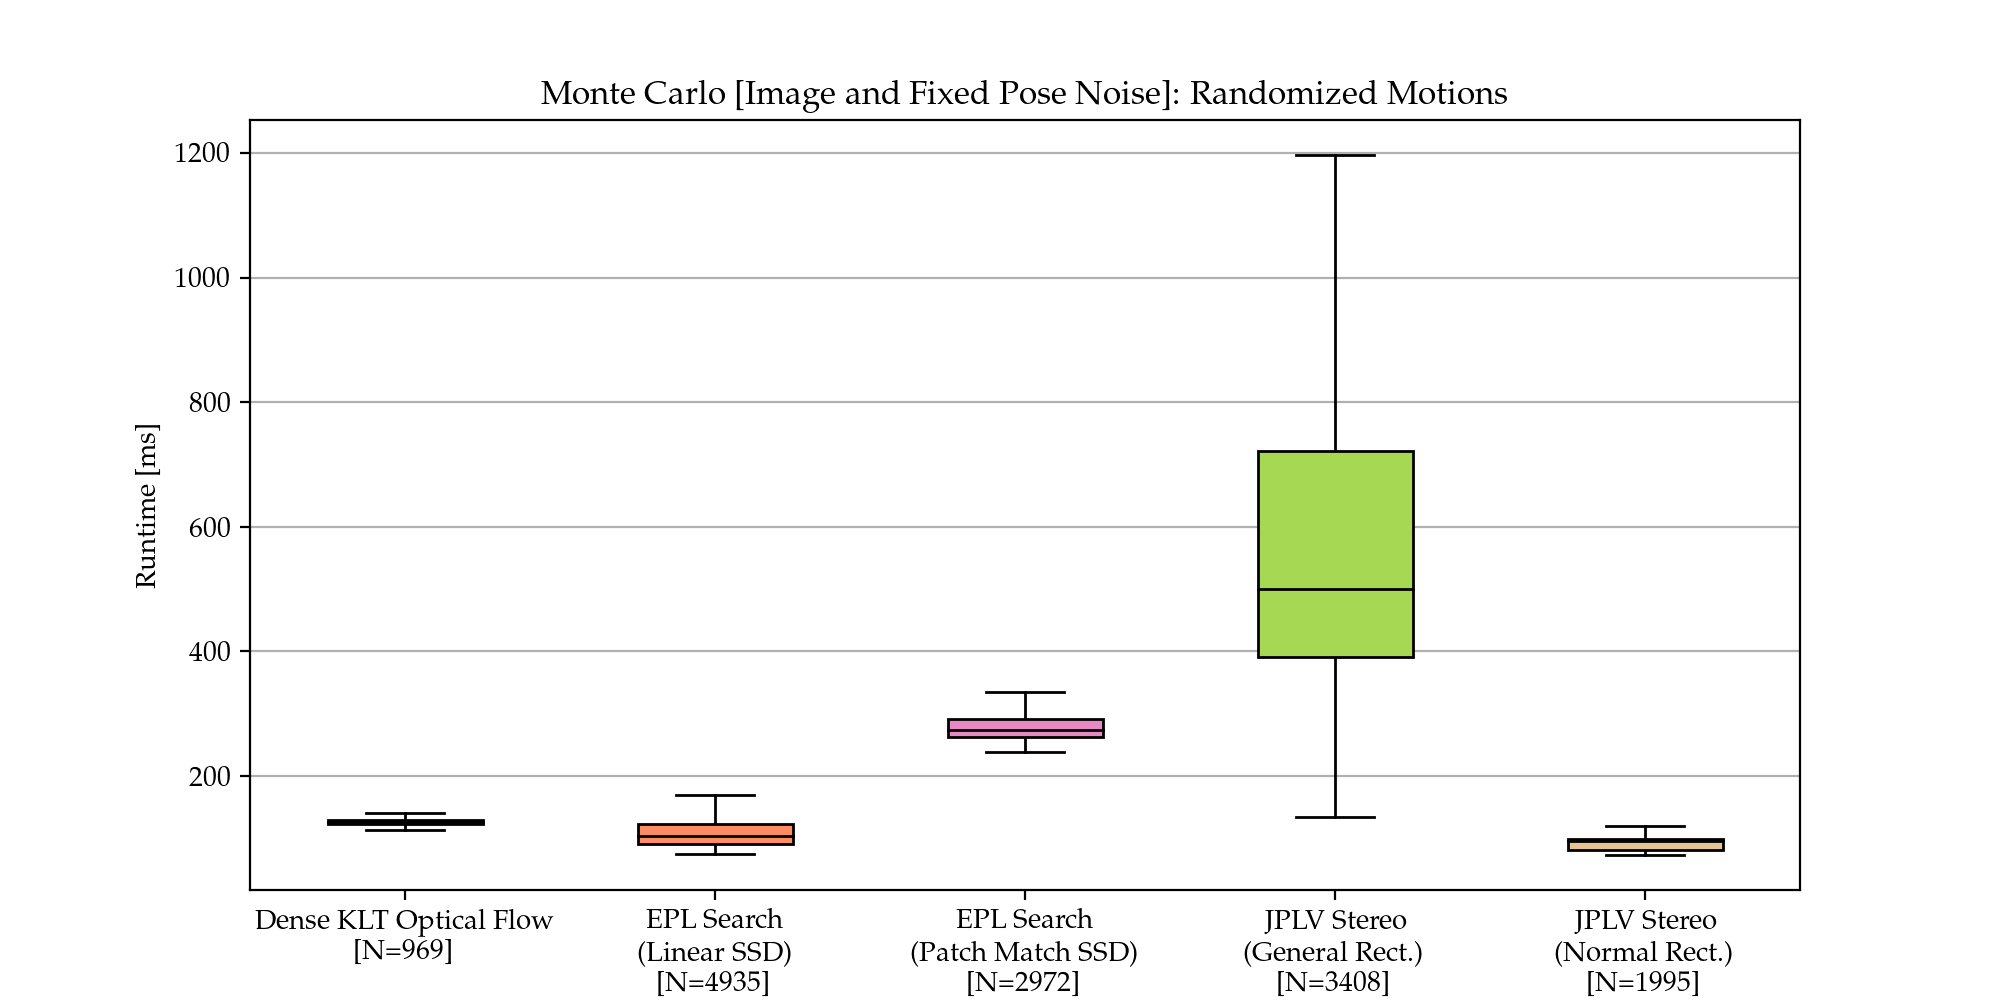 Monte Carlo [Image and Fixed Pose Noise]: Randomized Motions
Runtime [ms]
1200
1000
800
600
400
200
Dense KLT Optical Flow
[N=969]
EPL Search
(Linear SSD)
[N=4935]
EPL Search
(Patch Match SSD)
[N=2972]
JPLV Stereo
(General Rect.)
[N=3408]
JPLV Stereo
(Normal Rect.)
[N=1995]